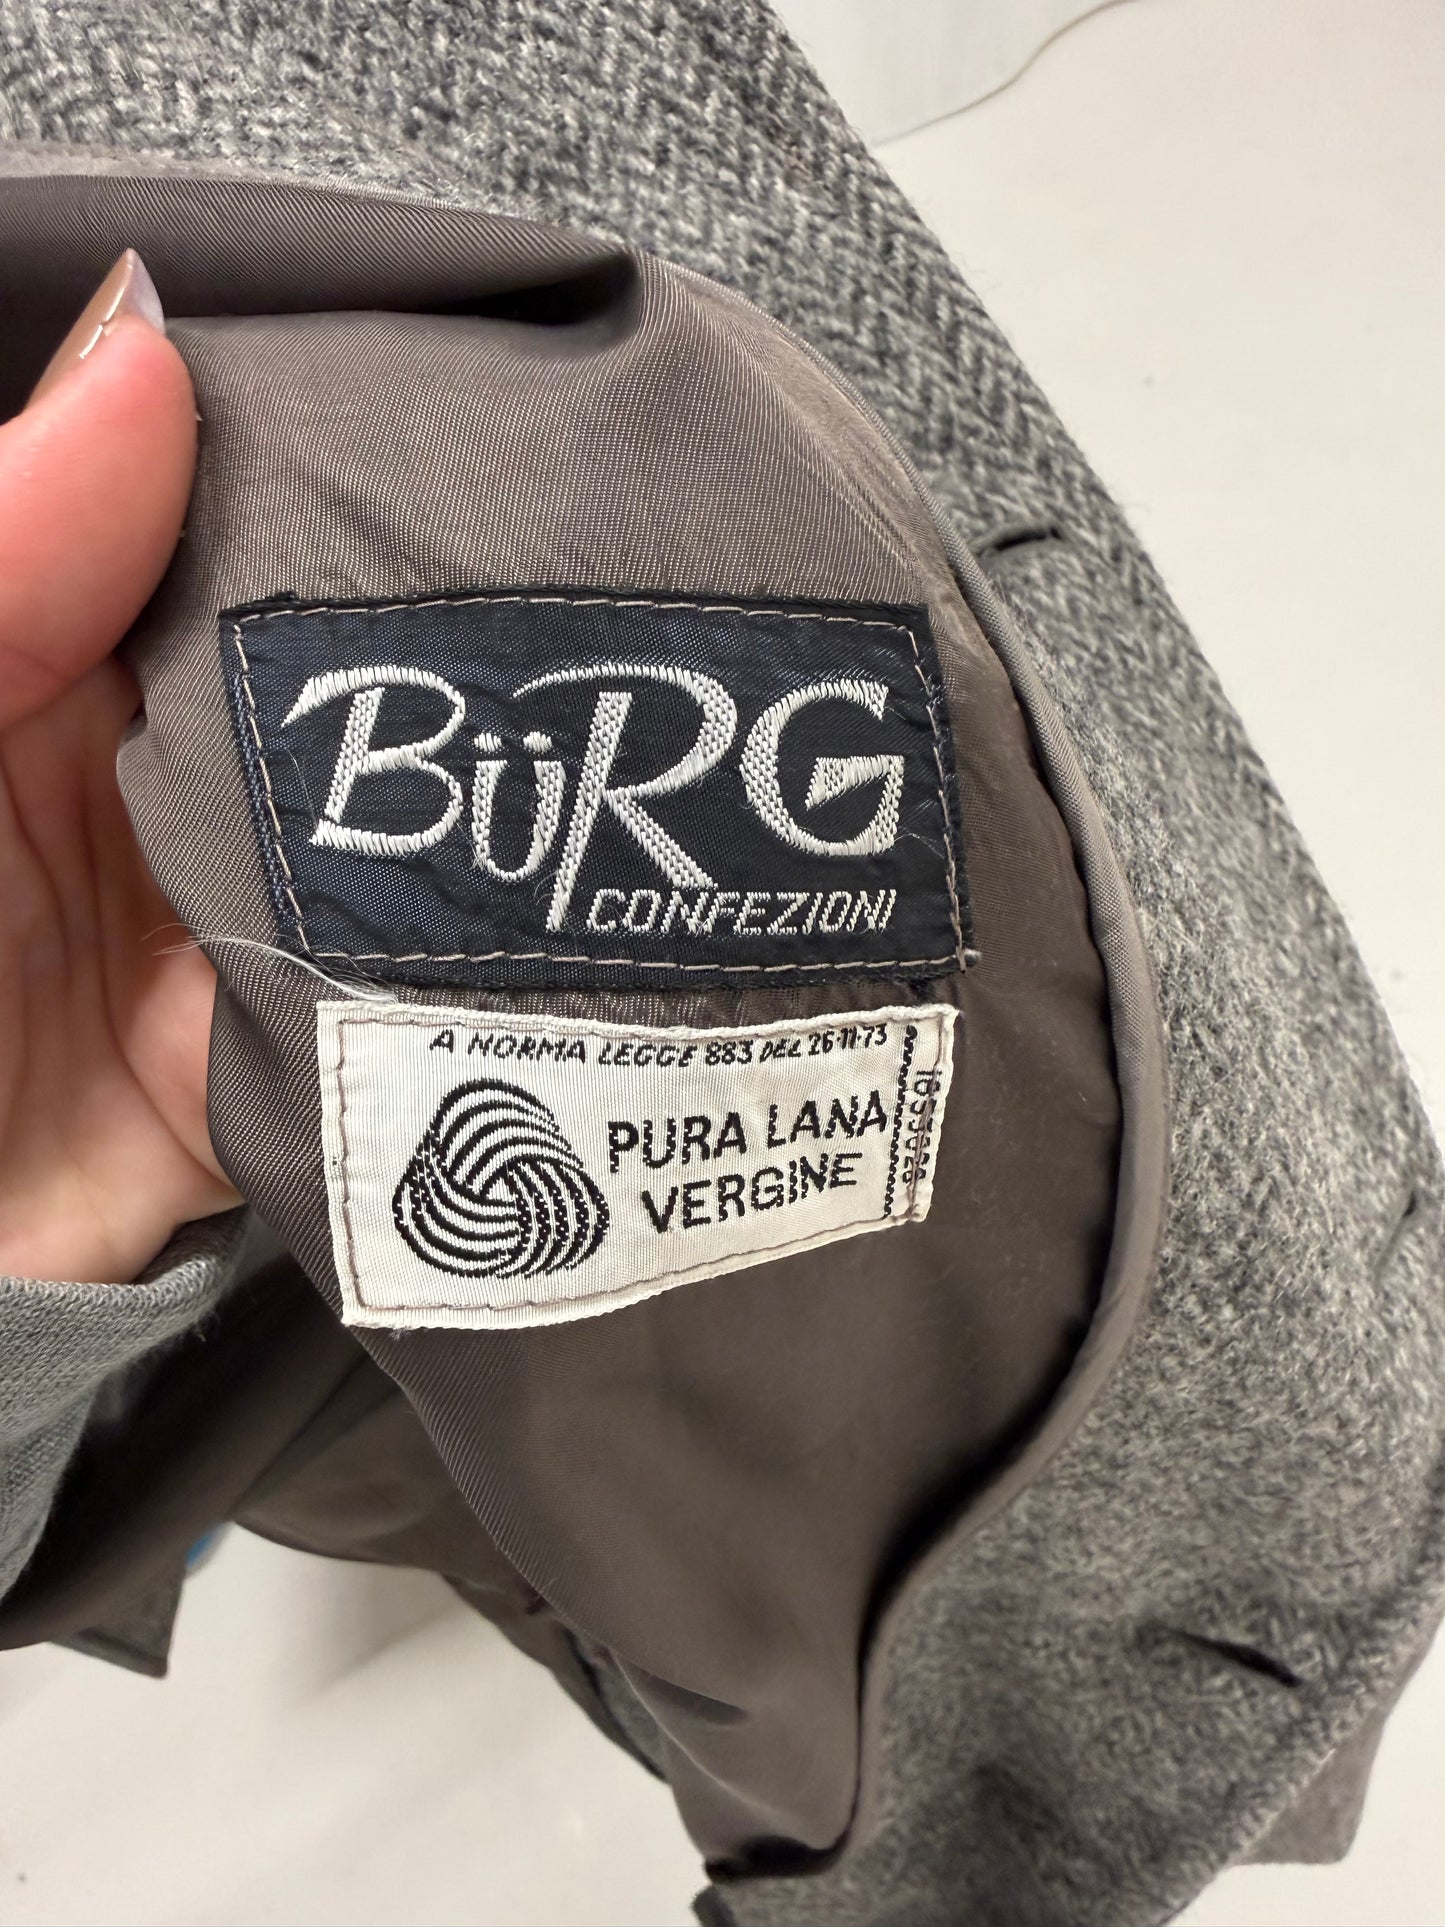 BüRG
CONFEZIONI
A NORMA LEGGE 883 DEL 26·11·73
PURA LANA
VERGINE